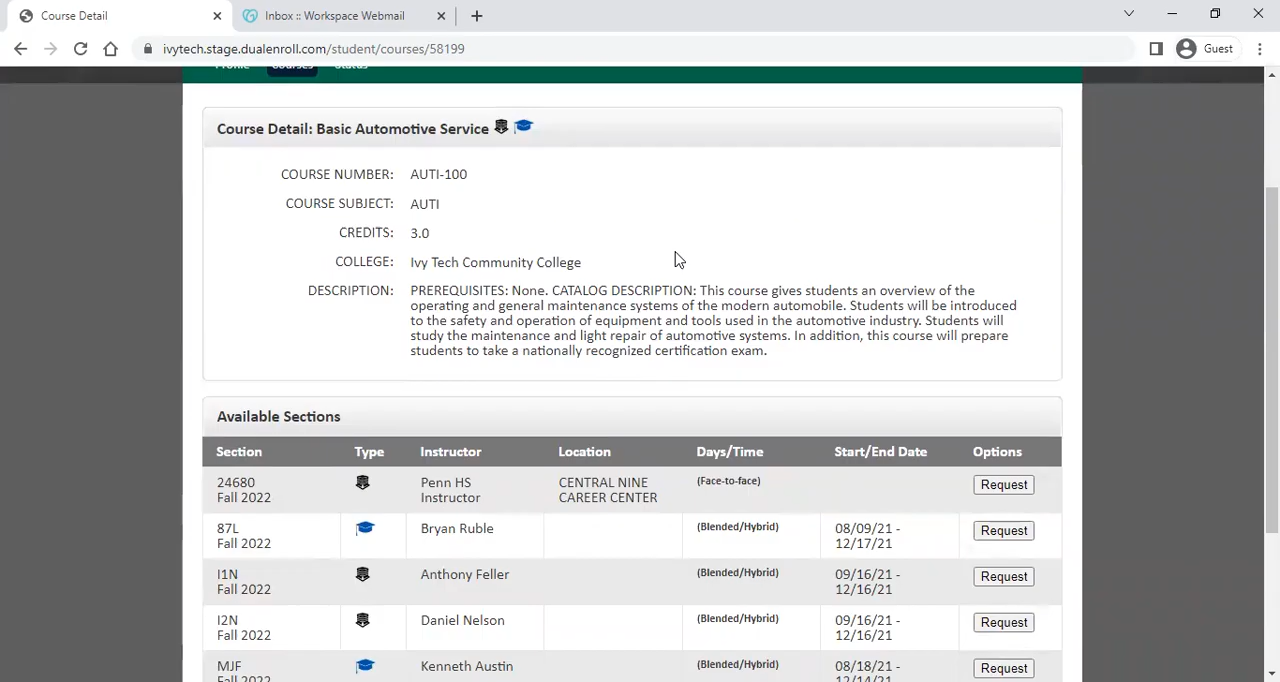 Course Detail
Inbox :: Workspace Webmail
ivytech.stage.dualenroll.com/student/courses/58199
Guest
Profile Courses Status
Course Detail: Basic Automotive Service
COURSE NUMBER: AUTI-100
COURSE SUBJECT: AUTI
CREDITS: 3.0
COLLEGE: Ivy Tech Community College
DESCRIPTION: PREREQUISITES: None. CATALOG DESCRIPTION: This course gives students an overview of the
operating and general maintenance systems of the modern automobile. Students will be introduced
to the safety and operation of equipment and tools used in the automotive industry. Students will
study the maintenance and light repair of automotive systems. In addition, this course will prepare
students to take a nationally recognized certification exam.
Available Sections
Section Type Instructor Location Days/Time Start/End Date Options
24680 Penn HS CENTRAL NINE (Face-to-face) Request
Fall 2022 Instructor CAREER CENTER
87L Bryan Ruble (Blended/Hybrid) 08/09/21 - Request
Fall 2022 12/17/21
I1N Anthony Feller (Blended/Hybrid) 09/16/21 - Request
Fall 2022 12/16/21
I2N Daniel Nelson (Blended/Hybrid) 09/16/21 - Request
Fall 2022 12/16/21
MJF Kenneth Austin (Blended/Hybrid) 08/18/21 - Request
Fall 2022 12/14/21